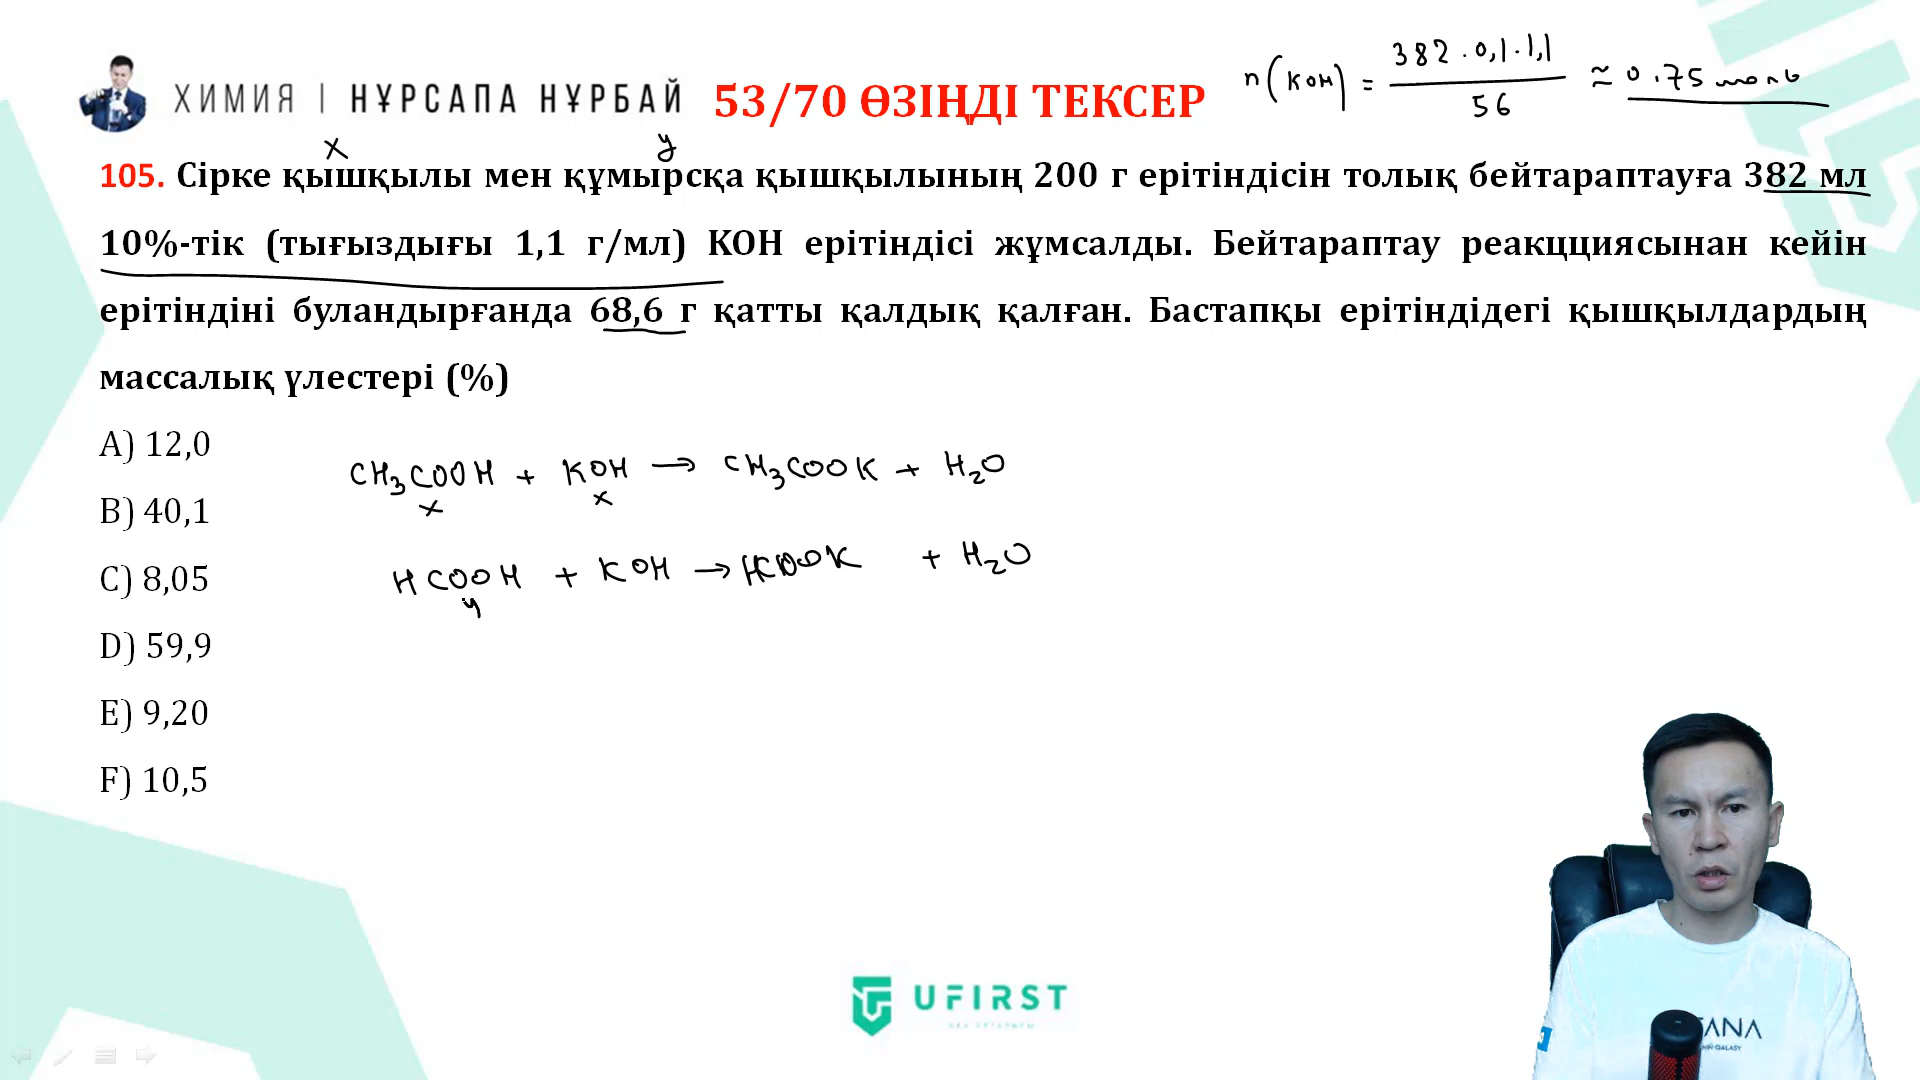 ХИМИЯ | НҰРСАПА НҰРБАЙ
53/70 ӨЗІҢДІ ТЕКСЕР
n(KOH) = 382 · 0,1 · 1,1 / 56 ≈ 0.75 моль
x y
105. Сірке қышқылы мен құмырсқа қышқылының 200 г ерітіндісін толық бейтараптауға 382 мл
10%-тік (тығыздығы 1,1 г/мл) КОН ерітіндісі жұмсалды. Бейтараптау реакцциясынан кейін
ерітіндіні буландырғанда 68,6 г қатты қалдық қалған. Бастапқы ерітіндідегі қышқылдардың
массалық үлестері (%)
A) 12,0
B) 40,1
C) 8,05
D) 59,9
E) 9,20
F) 10,5
CH3COOH + KOH → CH3COOK + H2O
x x
HCOOH + KOH → HCOOK + H2O
y
UFIRST
TANA